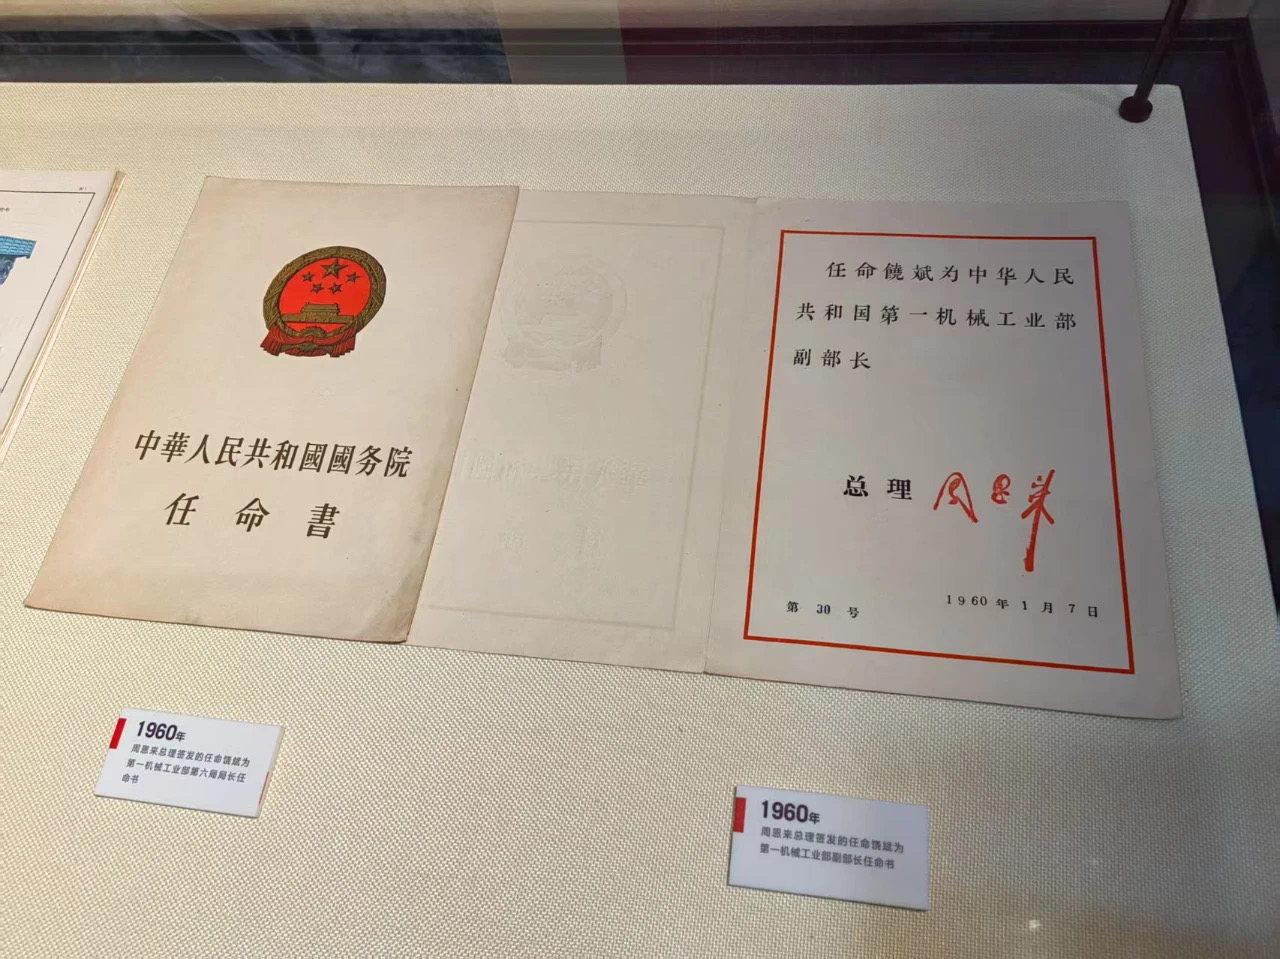 中華人民共和國國务院
任命書
任命饒斌为中华人民
共和国第一机械工业部
副部长
总理 周恩来
第 30 号
1960年1月7日
1960年
周恩来总理签发的任命饶斌为
第一机械工业部第六局局长任
命书
1960年
周恩来总理签发的任命饶斌为
第一机械工业部副部长任命书